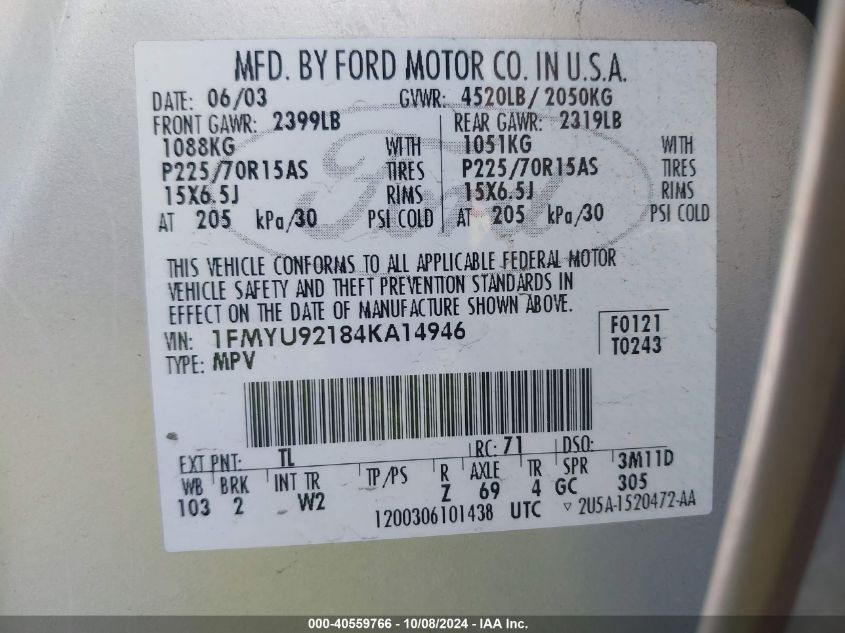 MFD. BY FORD MOTOR CO. IN U.S.A.
DATE: 06/03 GVWR: 4520LB/ 2050KG
FRONT GAWR: 2399LB REAR GAWR: 2319LB
1088KG WITH 1051KG WITH
P225/70R15AS TIRES P225/70R15AS TIRES
15X6.5J RIMS 15X6.5J RIMS
AT 205 kPa/30 PSI COLD AT 205 kPa/30 PSI COLD
Ford
THIS VEHICLE CONFORMS TO ALL APPLICABLE FEDERAL MOTOR
VEHICLE SAFETY AND THEFT PREVENTION STANDARDS IN
EFFECT ON THE DATE OF MANUFACTURE SHOWN ABOVE.
VIN: 1FMYU92184KA14946 F0121
TYPE: MPV T0243
EXT PNT: TL RC: 71 DSO:
WB BRK INT TR TP/PS R AXLE TR SPR 3M11D
103 2 W2 Z 69 4 GC 305
1200306101438 UTC ▽ 2U5A-1520472-AA
000-40559766 - 10/08/2024 - IAA Inc.